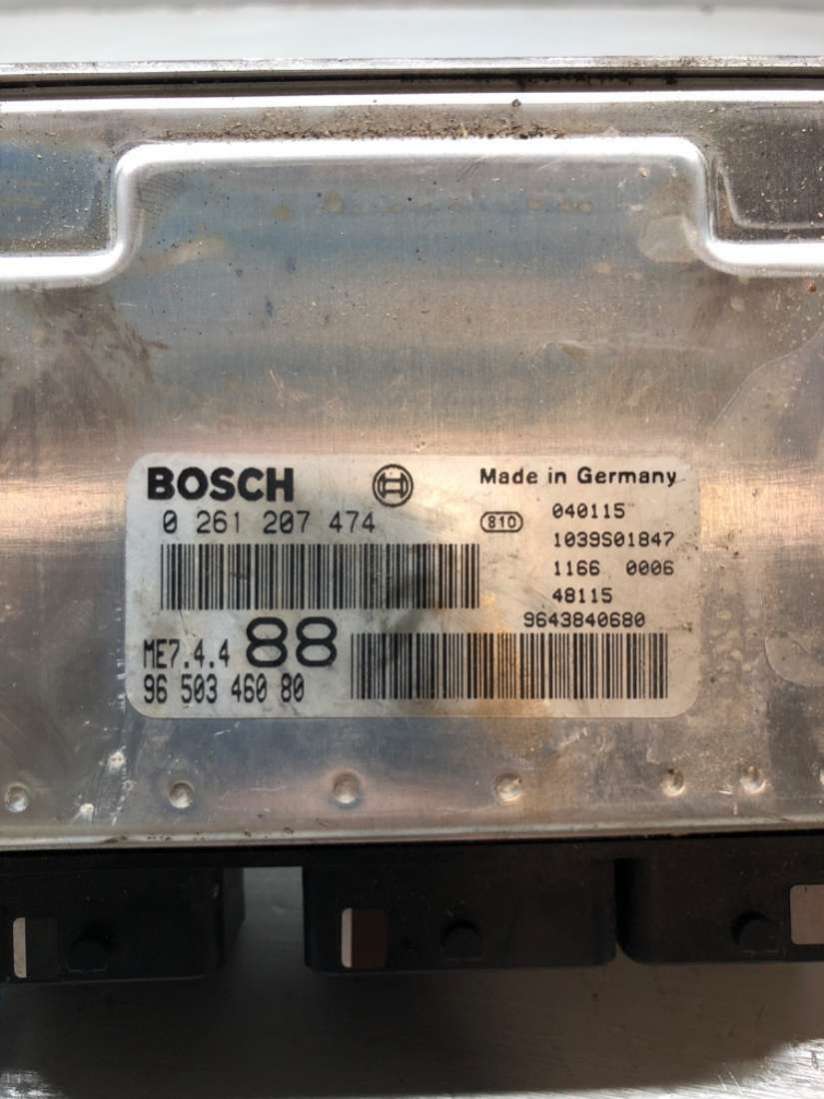 BOSCH
Made in Germany
0 261 207 474
810
040115
1039S01847
1166 0006
48115
9643840680
ME7.4.4 88
96 503 460 80